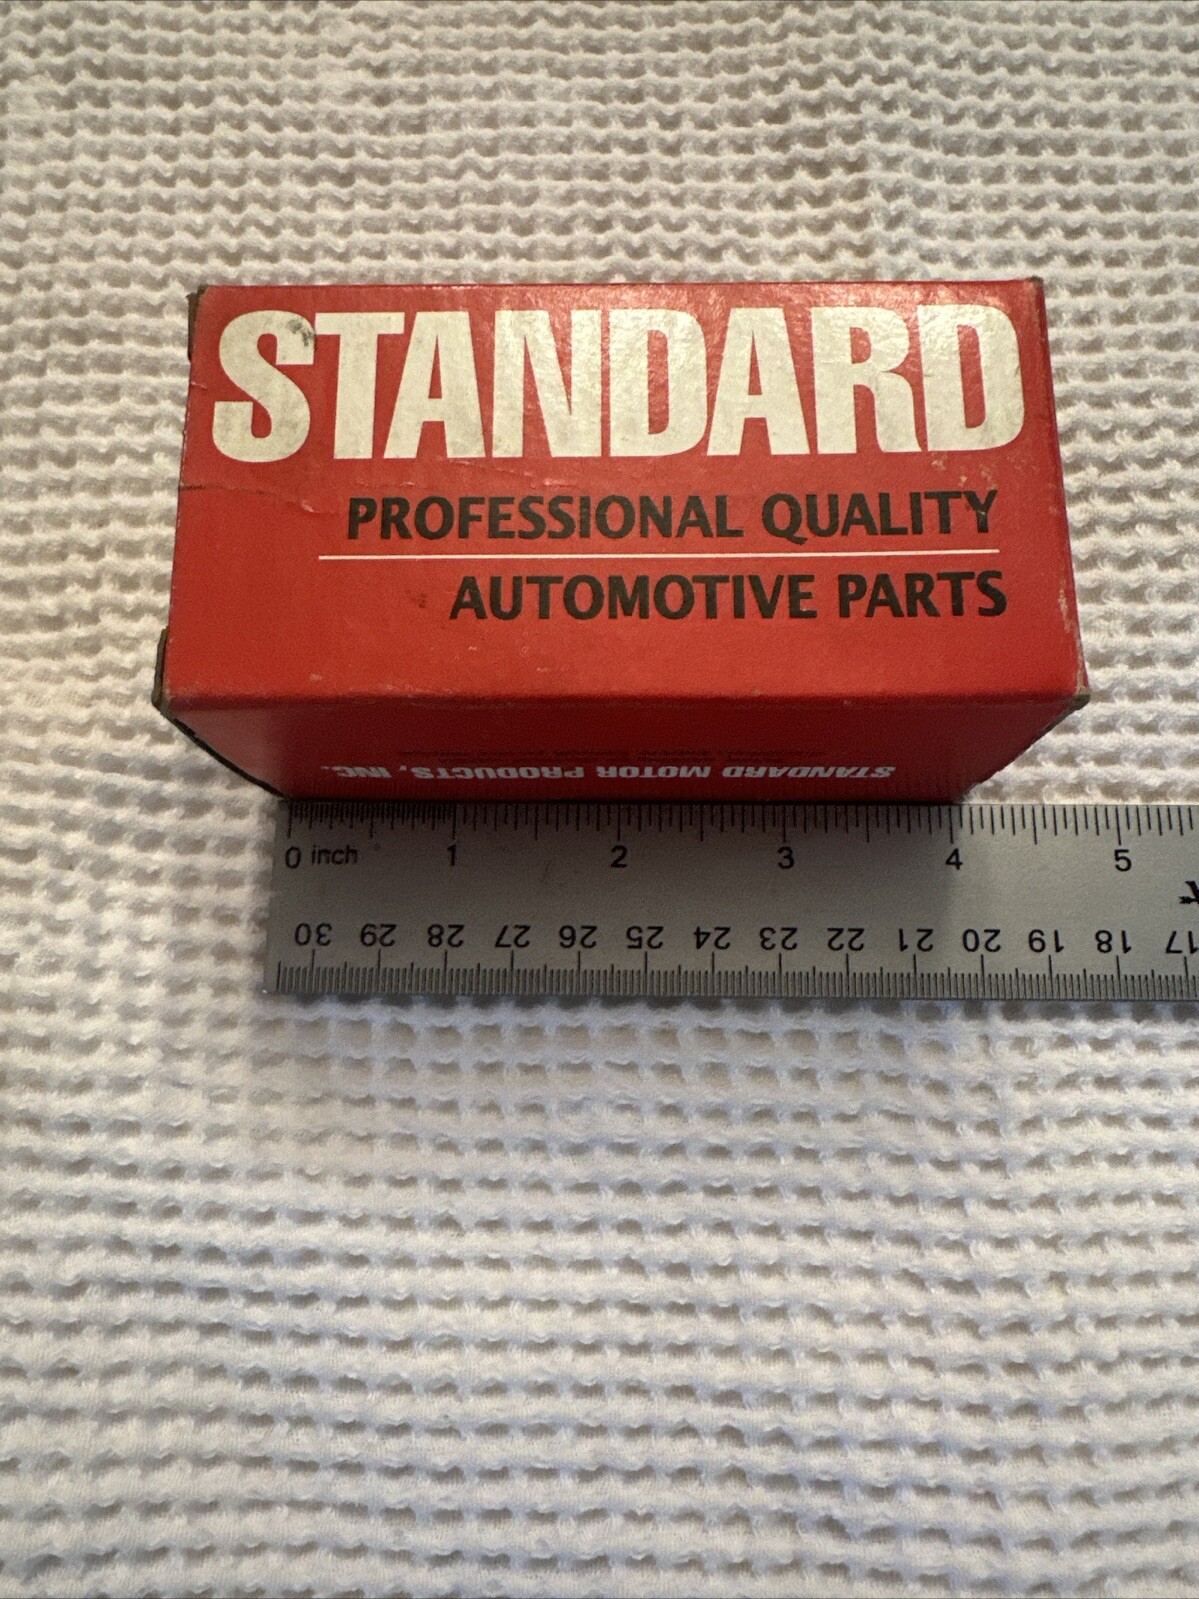 STANDARD
PROFESSIONAL QUALITY
AUTOMOTIVE PARTS
STANDARD MOTOR PRODUCTS, INC.
0 inch 1 2 3 4 5
30 29 28 27 26 25 24 23 22 21 20 19 18 17